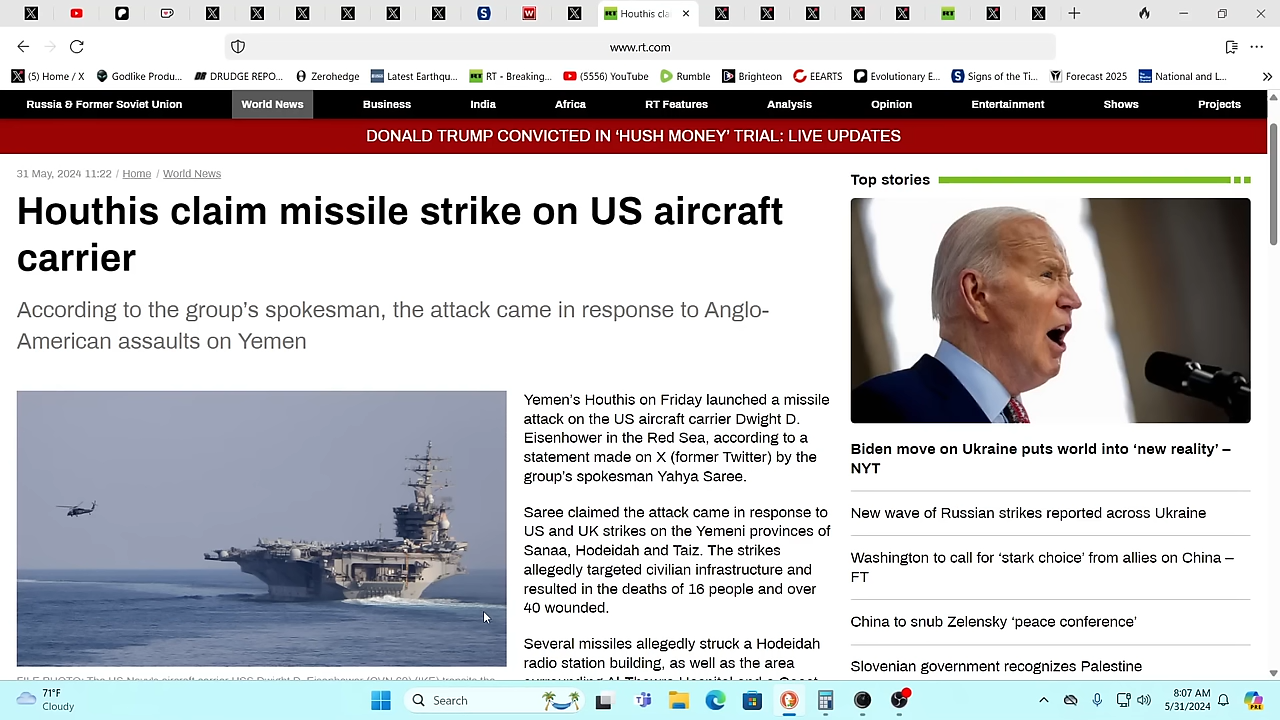 Houthis cla
www.rt.com
(5) Home / X
Godlike Produ...
DRUDGE REPO...
Zerohedge
Latest Earthqu...
RT - Breaking...
(5556) YouTube
Rumble
Brighteon
EEARTS
Evolutionary E...
Signs of the Ti...
Forecast 2025
National and L...
Russia & Former Soviet Union
World News
Business
India
Africa
RT Features
Analysis
Opinion
Entertainment
Shows
Projects
DONALD TRUMP CONVICTED IN ‘HUSH MONEY’ TRIAL: LIVE UPDATES
31 May, 2024 11:22 / Home / World News
Houthis claim missile strike on US aircraft
carrier
According to the group’s spokesman, the attack came in response to Anglo-
American assaults on Yemen
Yemen’s Houthis on Friday launched a missile
attack on the US aircraft carrier Dwight D.
Eisenhower in the Red Sea, according to a
statement made on X (former Twitter) by the
group’s spokesman Yahya Saree.
Saree claimed the attack came in response to
US and UK strikes on the Yemeni provinces of
Sanaa, Hodeidah and Taiz. The strikes
allegedly targeted civilian infrastructure and
resulted in the deaths of 16 people and over
40 wounded.
Several missiles allegedly struck a Hodeidah
radio station building, as well as the area
Top stories
Biden move on Ukraine puts world into ‘new reality’ –
NYT
New wave of Russian strikes reported across Ukraine
Washington to call for ‘stark choice’ from allies on China –
FT
China to snub Zelensky ‘peace conference’
Slovenian government recognizes Palestine
71°F
Cloudy
Search
8:07 AM
5/31/2024